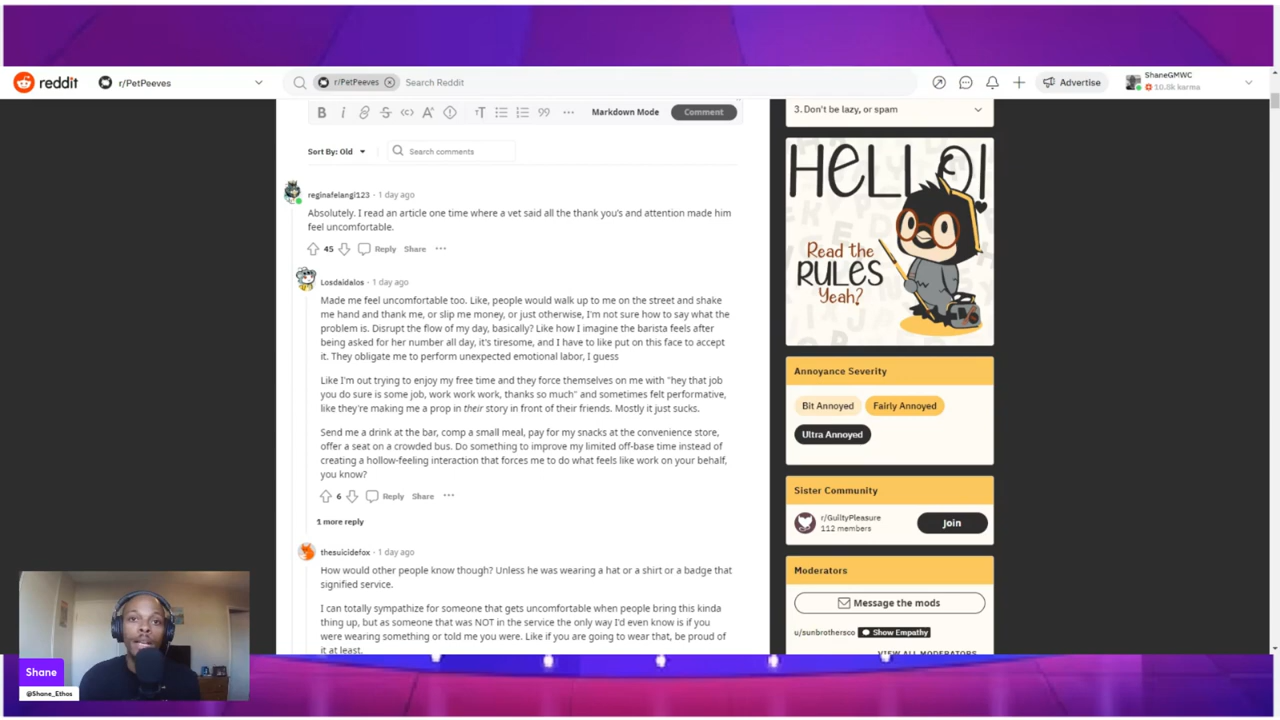 reddit
r/PetPeeves
r/PetPeeves
Search Reddit
Advertise
ShaneGMWC
10.8k karma
B i
Markdown Mode
Comment
Sort By: Old
Search comments
reginafelangi123 · 1 day ago
Absolutely. I read an article one time where a vet said all the thank you's and attention made him
feel uncomfortable.
45
Reply
Share
Losdaidalos · 1 day ago
Made me feel uncomfortable too. Like, people would walk up to me on the street and shake
me hand and thank me, or slip me money, or just otherwise, I'm not sure how to say what the
problem is. Disrupt the flow of my day, basically? Like how I imagine the barista feels after
being asked for her number all day, it's tiresome, and I have to like put on this face to accept
it. They obligate me to perform unexpected emotional labor, I guess
Like I'm out trying to enjoy my free time and they force themselves on me with "hey that job
you do sure is some job, work work work, thanks so much" and sometimes felt performative,
like they're making me a prop in their story in front of their friends. Mostly it just sucks.
Send me a drink at the bar, comp a small meal, pay for my snacks at the convenience store,
offer a seat on a crowded bus. Do something to improve my limited off-base time instead of
creating a hollow-feeling interaction that forces me to do what feels like work on your behalf,
you know?
6
Reply
Share
1 more reply
thesuicidefox · 1 day ago
How would other people know though? Unless he was wearing a hat or a shirt or a badge that
signified service.
I can totally sympathize for someone that gets uncomfortable when people bring this kinda
thing up, but as someone that was NOT in the service the only way I'd even know is if you
were wearing something or told me you were. Like if you are going to wear that, be proud of
it at least.
3. Don't be lazy, or spam
HELLO!
Read the
RULES
Yeah?
Annoyance Severity
Bit Annoyed
Fairly Annoyed
Ultra Annoyed
Sister Community
r/GuiltyPleasure
112 members
Join
Moderators
Message the mods
u/sunbrothersco
Show Empathy
VIEW ALL MODERATORS
Shane
@Shane_Ethos